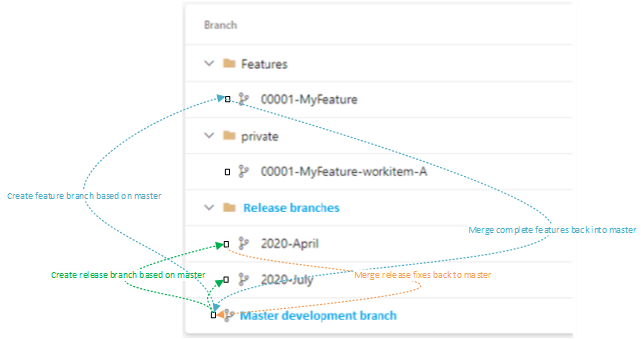 Branch
Features
00001-MyFeature
private
00001-MyFeature-workitem-A
Create feature branch based on master
Release branches
Merge complete features back into master
2020-April
Create release branch based on master
2020-July
Merge release fixes back to master
Master development branch